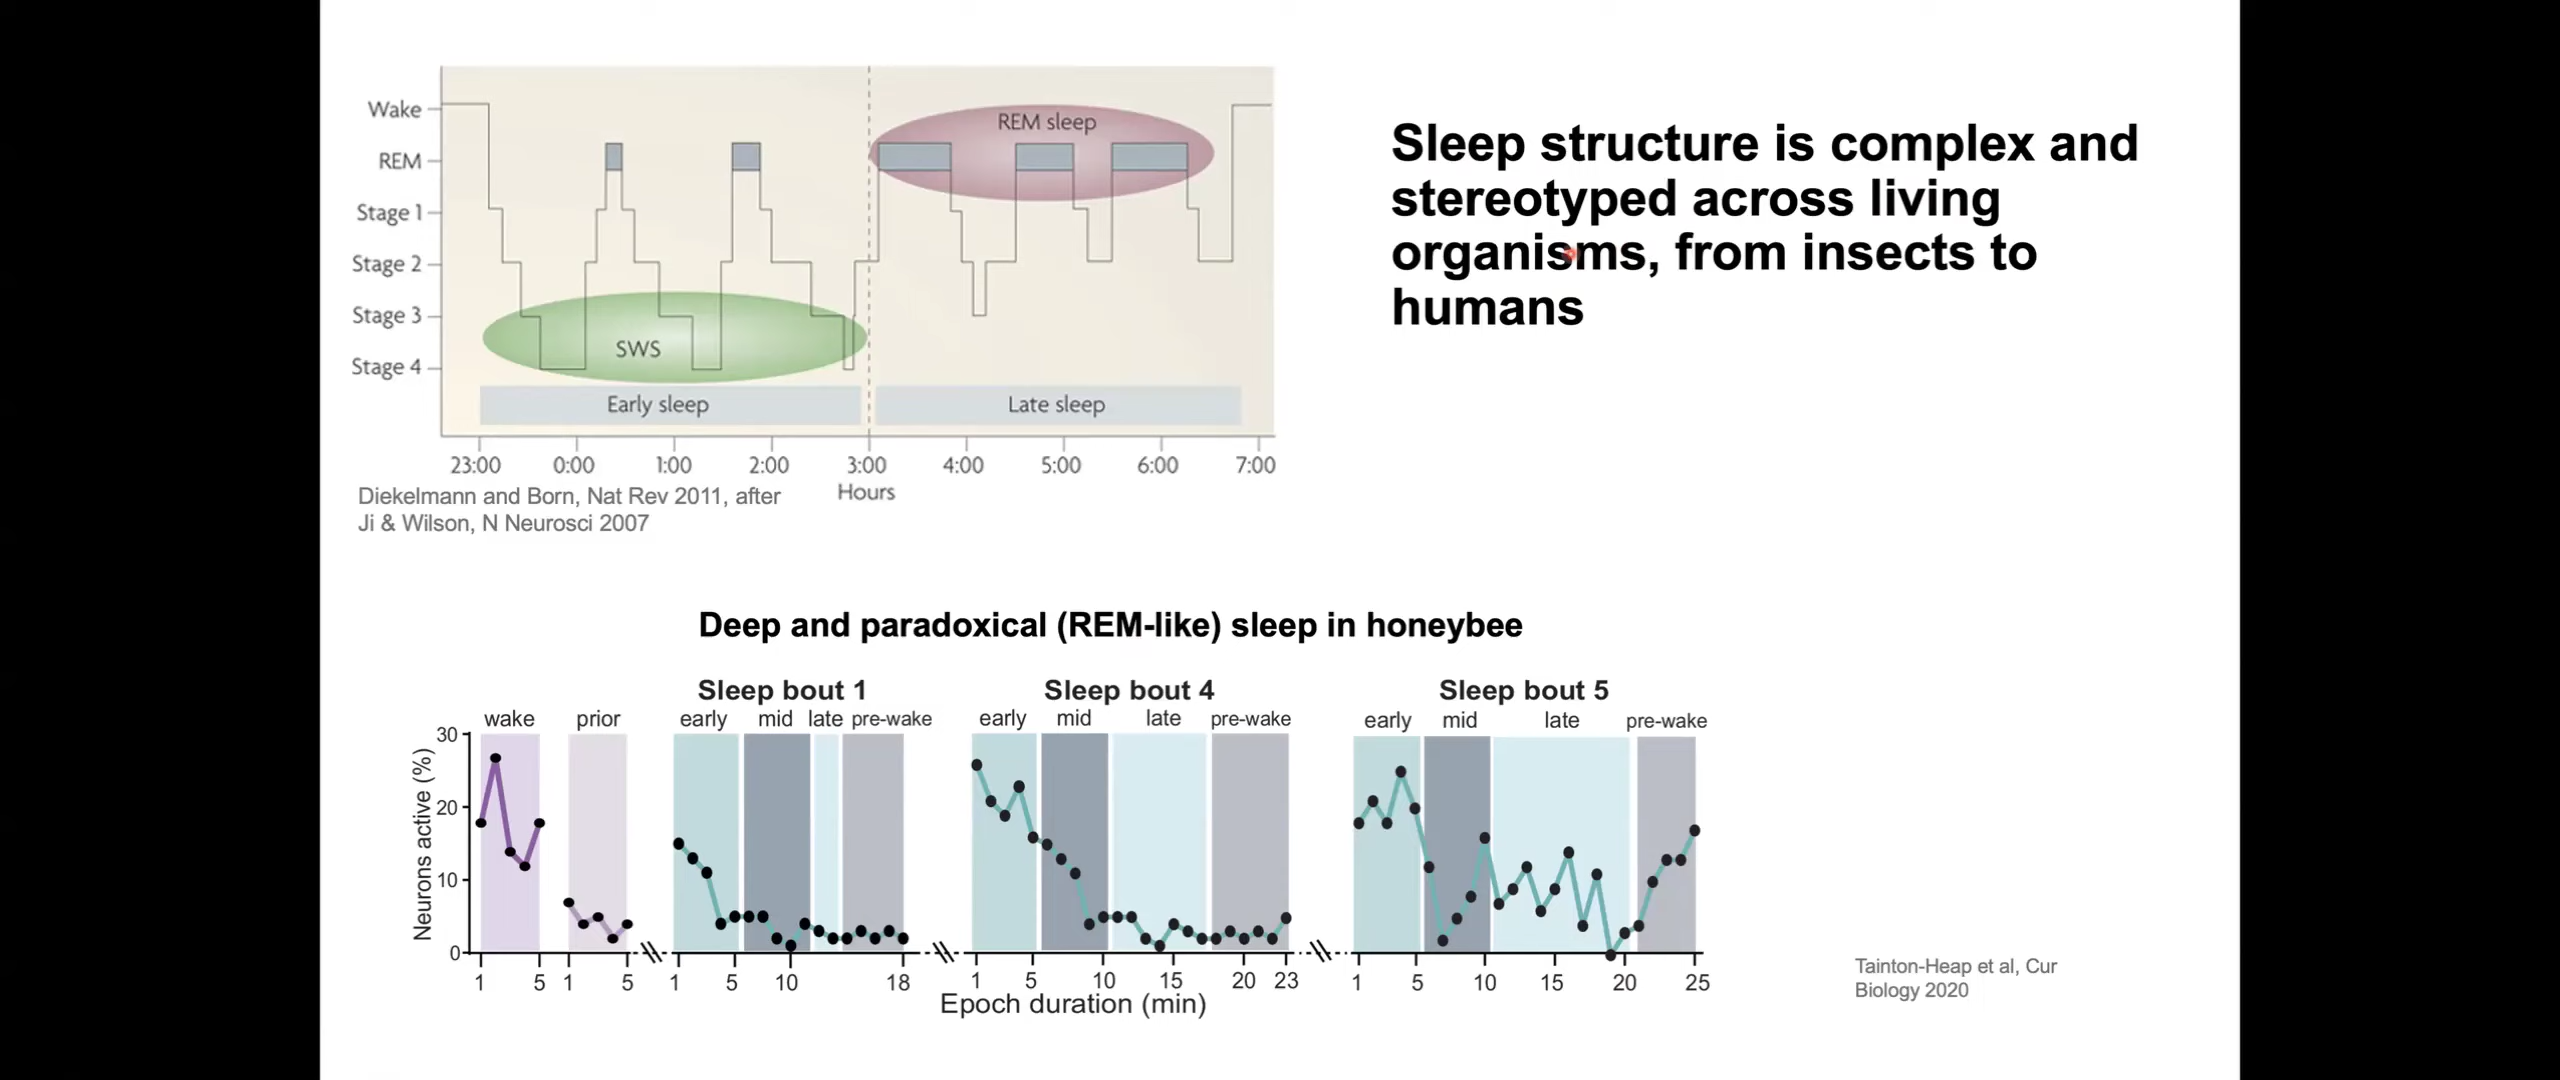 Wake
REM
Stage 1
Stage 2
Stage 3
Stage 4
REM sleep
SWS
Early sleep
Late sleep
23:00 0:00 1:00 2:00 3:00 4:00 5:00 6:00 7:00
Hours
Diekelmann and Born, Nat Rev 2011, after
Ji & Wilson, N Neurosci 2007
Sleep structure is complex and
stereotyped across living
organisms, from insects to
humans
Deep and paradoxical (REM-like) sleep in honeybee
Sleep bout 1 Sleep bout 4 Sleep bout 5
wake prior early mid late pre-wake early mid late pre-wake early mid late pre-wake
Neurons active (%)
30
20
10
0
1 5 1 5 1 5 10 18 1 5 10 15 20 23 1 5 10 15 20 25
Epoch duration (min)
Tainton-Heap et al, Cur
Biology 2020